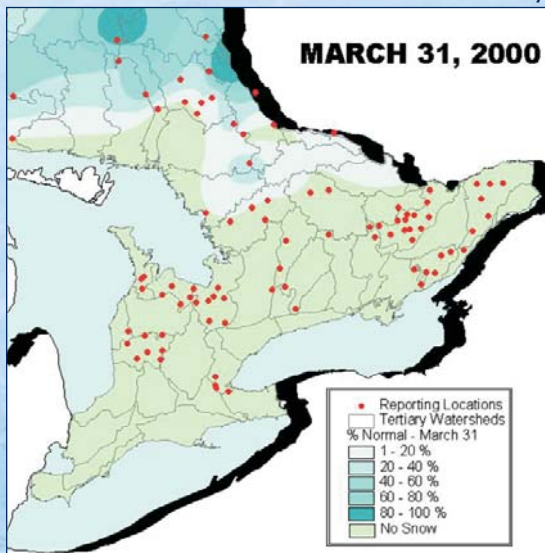 MARCH 31, 2000
Reporting Locations
Tertiary Watersheds
% Normal - March 31
1 - 20 %
20 - 40 %
40 - 60 %
60 - 80 %
80 - 100 %
No Snow